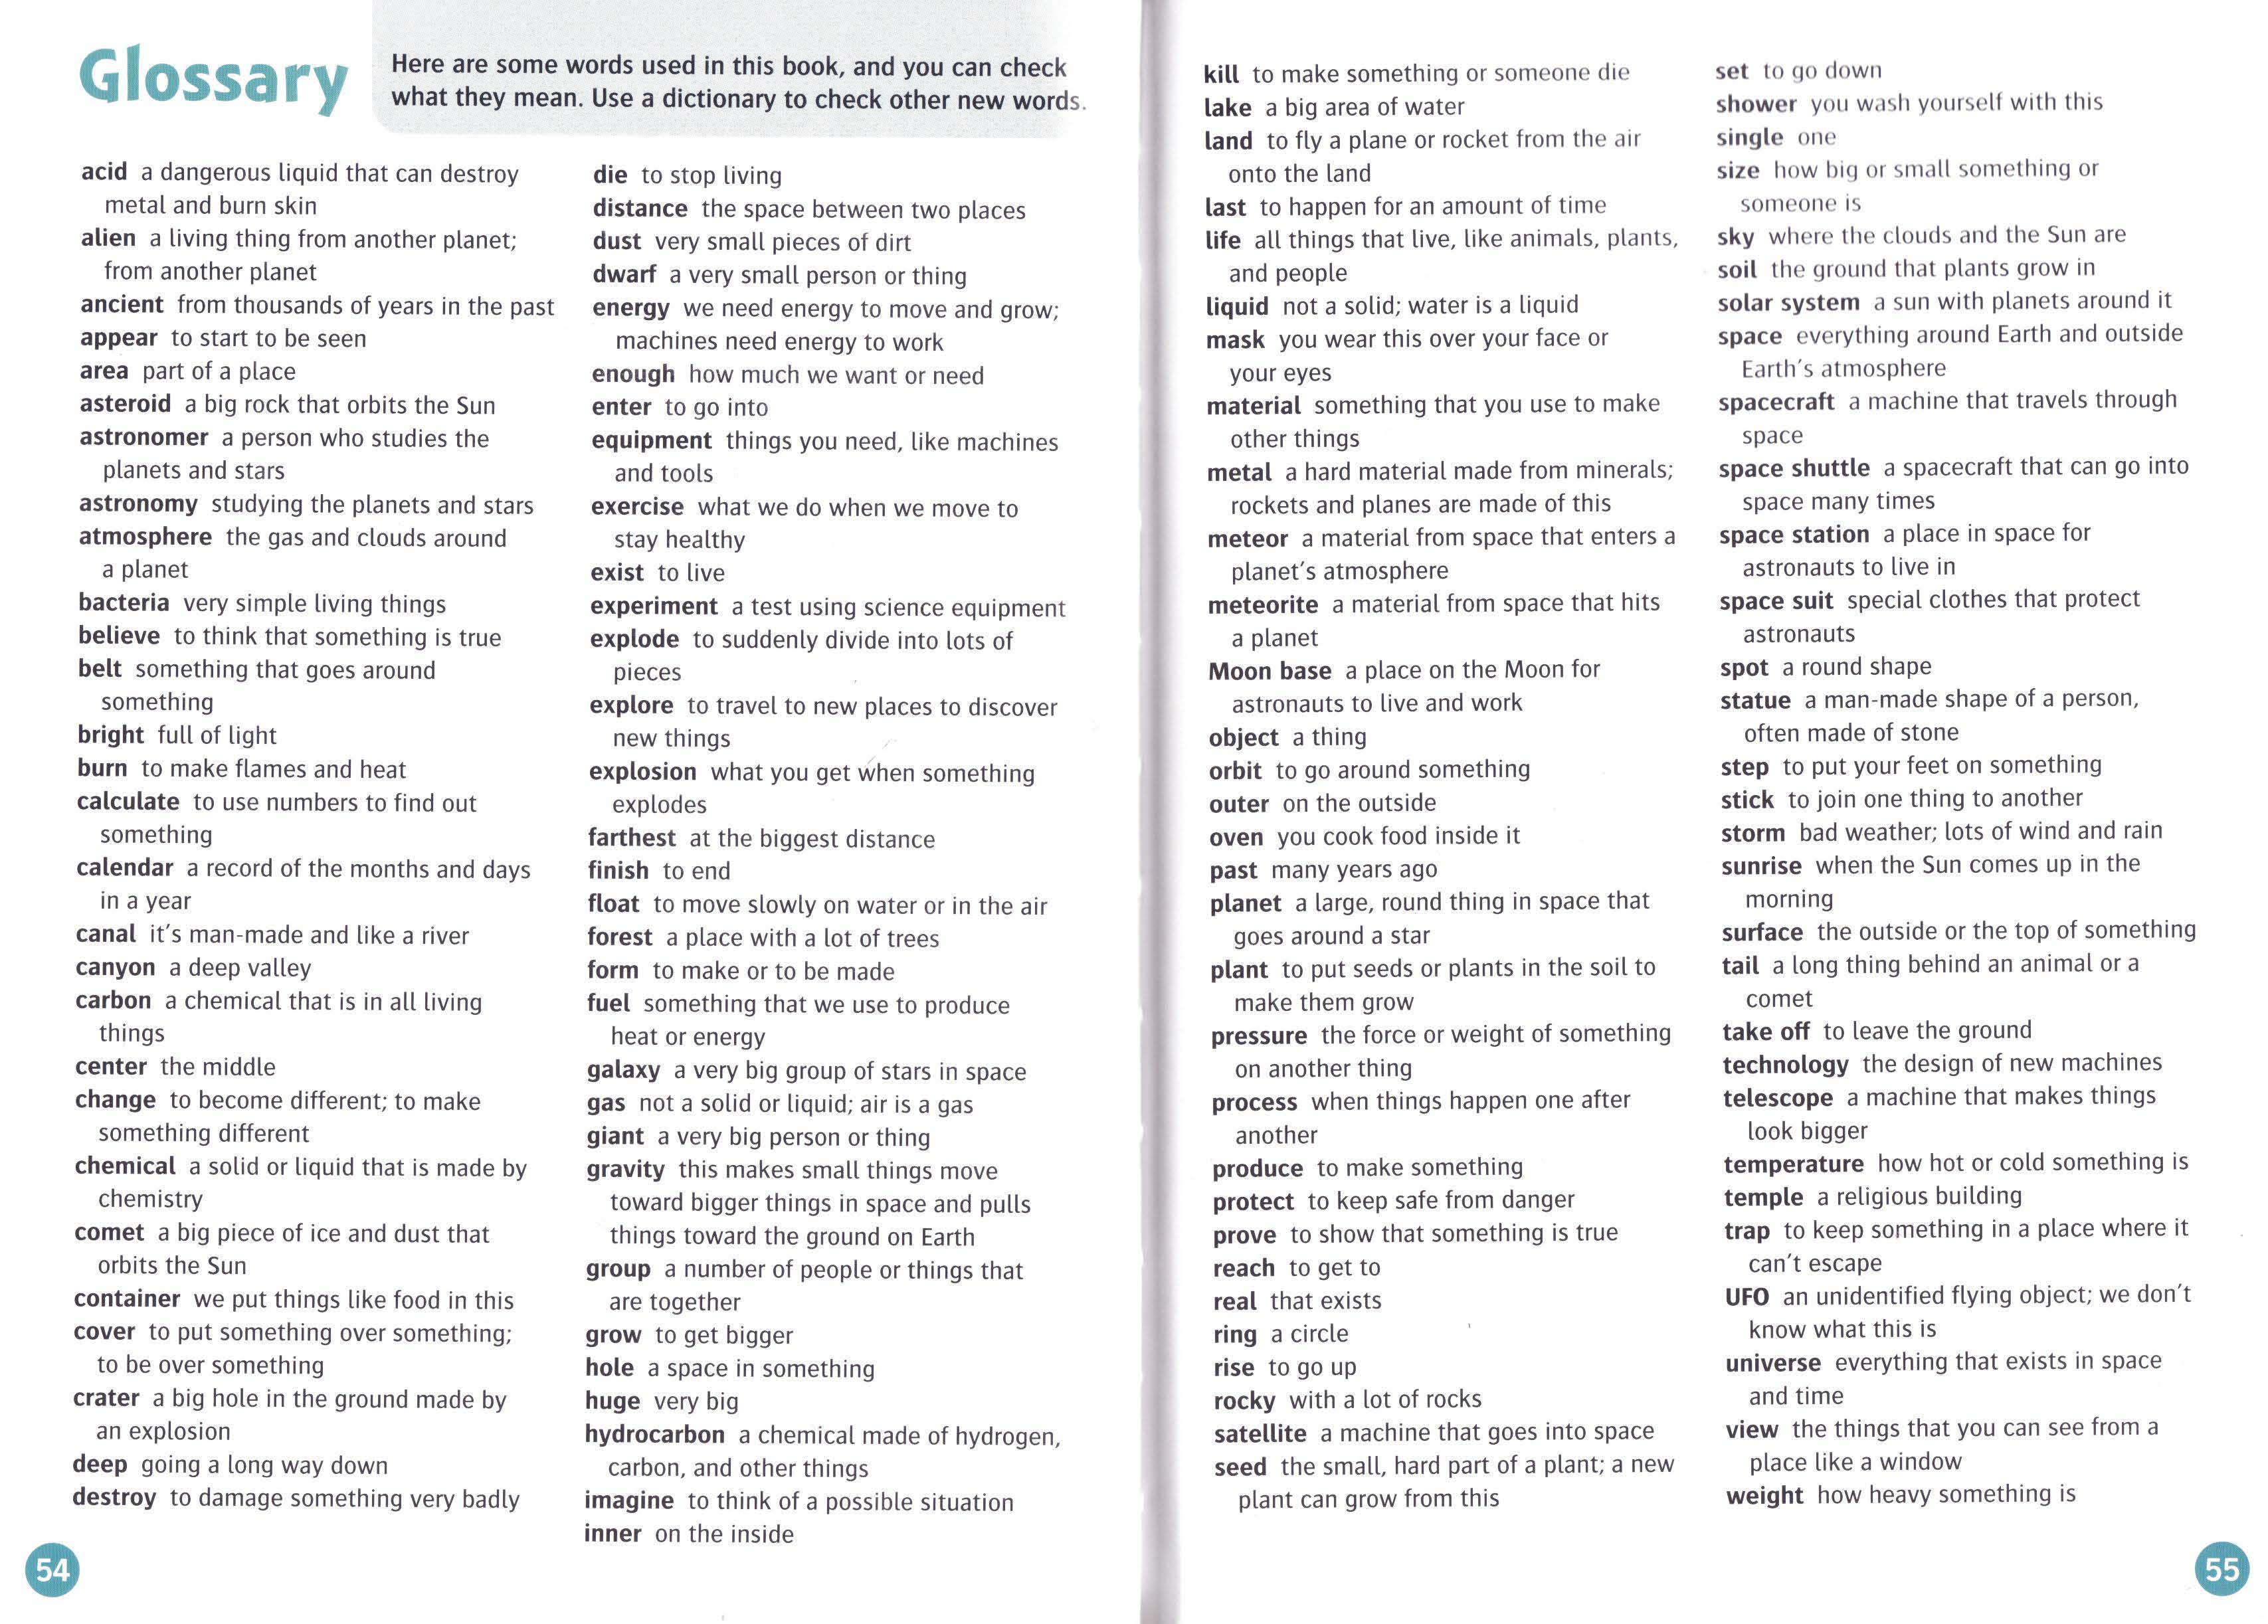 Glossary
Here are some words used in this book, and you can check
what they mean. Use a dictionary to check other new words.
acid a dangerous liquid that can destroy
metal and burn skin
alien a living thing from another planet;
from another planet
ancient from thousands of years in the past
appear to start to be seen
area part of a place
asteroid a big rock that orbits the Sun
astronomer a person who studies the
planets and stars
astronomy studying the planets and stars
atmosphere the gas and clouds around
a planet
bacteria very simple living things
believe to think that something is true
belt something that goes around
something
bright full of light
burn to make flames and heat
calculate to use numbers to find out
something
calendar a record of the months and days
in a year
canal it's man-made and like a river
canyon a deep valley
carbon a chemical that is in all living
things
center the middle
change to become different; to make
something different
chemical a solid or liquid that is made by
chemistry
comet a big piece of ice and dust that
orbits the Sun
container we put things like food in this
cover to put something over something;
to be over something
crater a big hole in the ground made by
an explosion
deep going a long way down
destroy to damage something very badly
die to stop living
distance the space between two places
dust very small pieces of dirt
dwarf a very small person or thing
energy we need energy to move and grow;
machines need energy to work
enough how much we want or need
enter to go into
equipment things you need, like machines
and tools
exercise what we do when we move to
stay healthy
exist to live
experiment a test using science equipment
explode to suddenly divide into lots of
pieces
explore to travel to new places to discover
new things
explosion what you get when something
explodes
farthest at the biggest distance
finish to end
float to move slowly on water or in the air
forest a place with a lot of trees
form to make or to be made
fuel something that we use to produce
heat or energy
galaxy a very big group of stars in space
gas not a solid or liquid; air is a gas
giant a very big person or thing
gravity this makes small things move
toward bigger things in space and pulls
things toward the ground on Earth
group a number of people or things that
are together
grow to get bigger
hole a space in something
huge very big
hydrocarbon a chemical made of hydrogen,
carbon, and other things
imagine to think of a possible situation
inner on the inside
54
kill to make something or someone die
lake a big area of water
land to fly a plane or rocket from the air
onto the land
last to happen for an amount of time
life all things that live, like animals, plants,
and people
liquid not a solid; water is a liquid
mask you wear this over your face or
your eyes
material something that you use to make
other things
metal a hard material made from minerals;
rockets and planes are made of this
meteor a material from space that enters a
planet's atmosphere
meteorite a material from space that hits
a planet
Moon base a place on the Moon for
astronauts to live and work
object a thing
orbit to go around something
outer on the outside
oven you cook food inside it
past many years ago
planet a large, round thing in space that
goes around a star
plant to put seeds or plants in the soil to
make them grow
pressure the force or weight of something
on another thing
process when things happen one after
another
produce to make something
protect to keep safe from danger
prove to show that something is true
reach to get to
real that exists
ring a circle
rise to go up
rocky with a lot of rocks
satellite a machine that goes into space
seed the small, hard part of a plant; a new
plant can grow from this
set to go down
shower you wash yourself with this
single one
size how big or small something or
someone is
sky where the clouds and the Sun are
soil the ground that plants grow in
solar system a sun with planets around it
space everything around Earth and outside
Earth's atmosphere
spacecraft a machine that travels through
space
space shuttle a spacecraft that can go into
space many times
space station a place in space for
astronauts to live in
space suit special clothes that protect
astronauts
spot a round shape
statue a man-made shape of a person,
often made of stone
step to put your feet on something
stick to join one thing to another
storm bad weather; lots of wind and rain
sunrise when the Sun comes up in the
morning
surface the outside or the top of something
tail a long thing behind an animal or a
comet
take off to leave the ground
technology the design of new machines
telescope a machine that makes things
look bigger
temperature how hot or cold something is
temple a religious building
trap to keep something in a place where it
can't escape
UFO an unidentified flying object; we don't
know what this is
universe everything that exists in space
and time
view the things that you can see from a
place like a window
weight how heavy something is
55